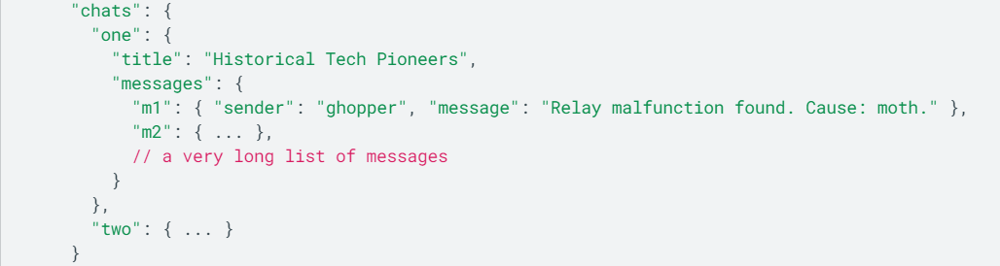 "chats": {
"one": {
"title": "Historical Tech Pioneers",
"messages": {
"m1": { "sender": "ghopper", "message": "Relay malfunction found. Cause: moth." },
"m2": { ... },
// a very long list of messages
}
},
"two": { ... }
}